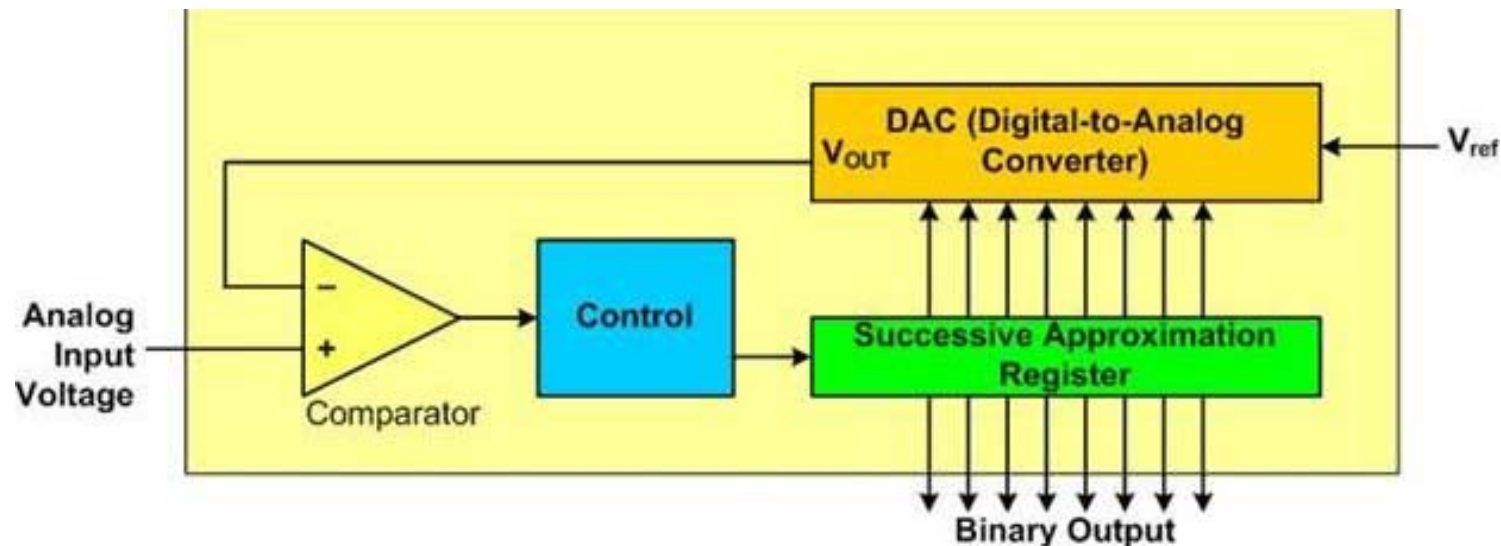 DAC (Digital-to-Analog
Converter)
VOUT
Vref
Analog
Input
Voltage
−
+
Comparator
Control
Successive Approximation
Register
Binary Output